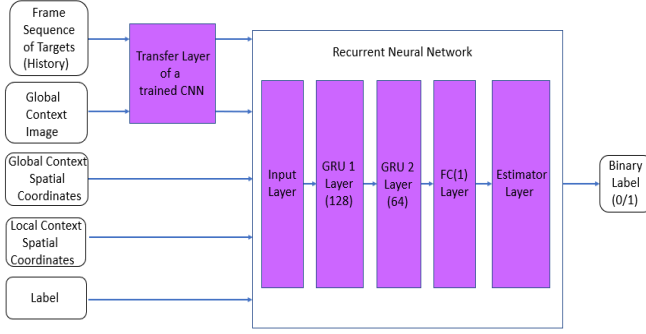 Frame
Sequence
of Targets
(History)
Global
Context
Image
Global Context
Spatial
Coordinates
Local Context
Spatial
Coordinates
Label
Transfer Layer
of a
trained CNN
Recurrent Neural Network
Input
Layer
GRU 1
Layer
(128)
GRU 2
Layer
(64)
FC(1)
Layer
Estimator
Layer
Binary
Label
(0/1)